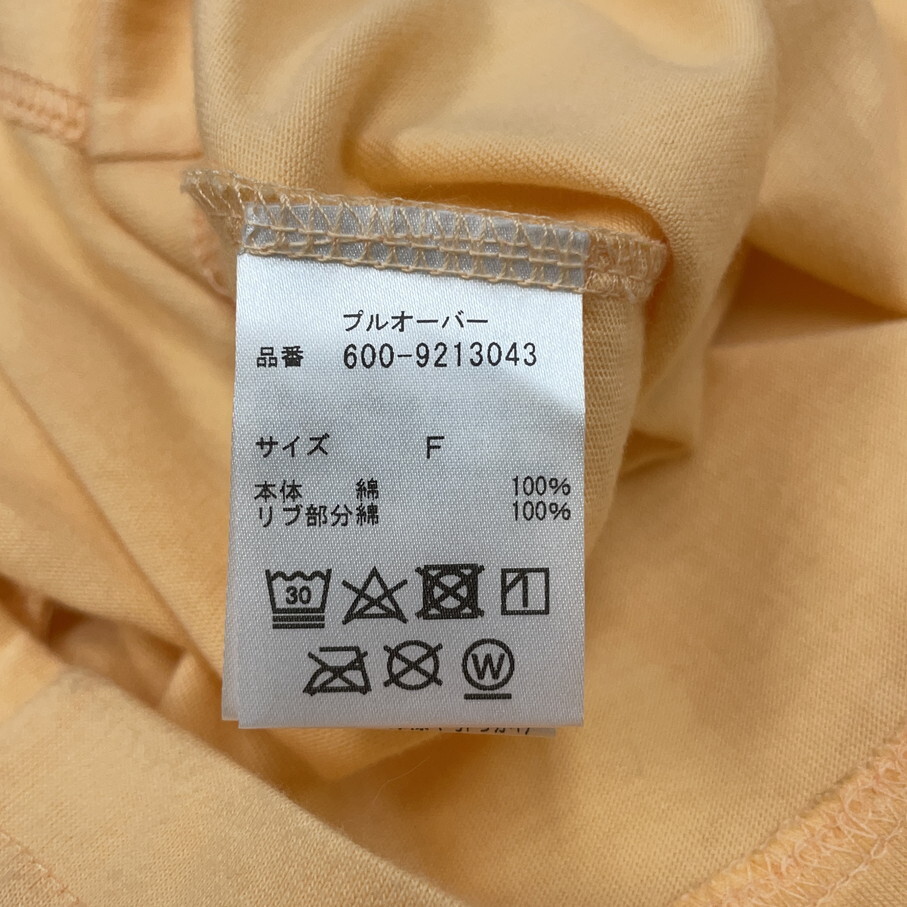 プルオーバー
品番 600-9213043
サイズ F
本体 綿 100%
リブ部分綿 100%
30
W